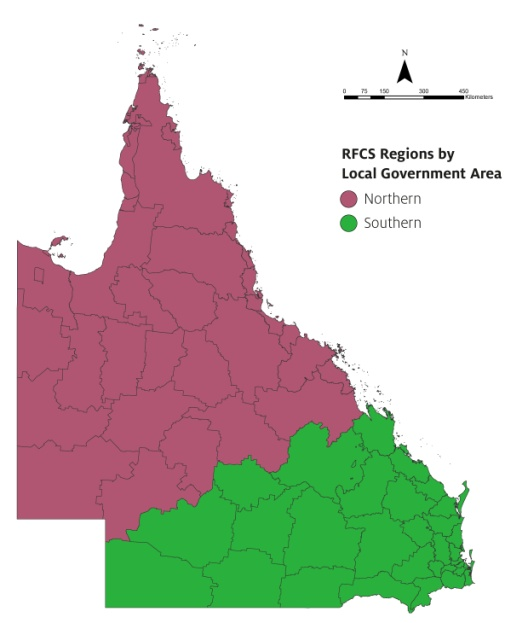 N
0 75 150 300 450
Kilometers
RFCS Regions by
Local Government Area
Northern
Southern